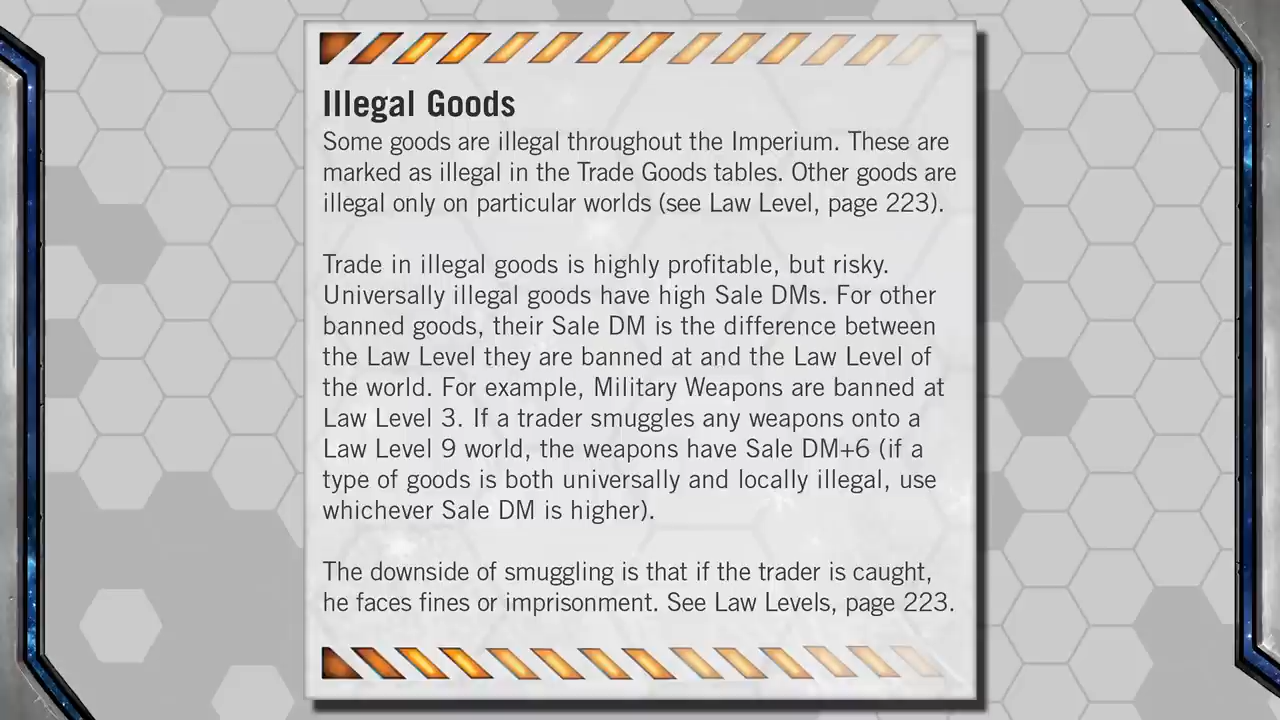 Illegal Goods
Some goods are illegal throughout the Imperium. These are
marked as illegal in the Trade Goods tables. Other goods are
illegal only on particular worlds (see Law Level, page 223).
Trade in illegal goods is highly profitable, but risky.
Universally illegal goods have high Sale DMs. For other
banned goods, their Sale DM is the difference between
the Law Level they are banned at and the Law Level of
the world. For example, Military Weapons are banned at
Law Level 3. If a trader smuggles any weapons onto a
Law Level 9 world, the weapons have Sale DM+6 (if a
type of goods is both universally and locally illegal, use
whichever Sale DM is higher).
The downside of smuggling is that if the trader is caught,
he faces fines or imprisonment. See Law Levels, page 223.